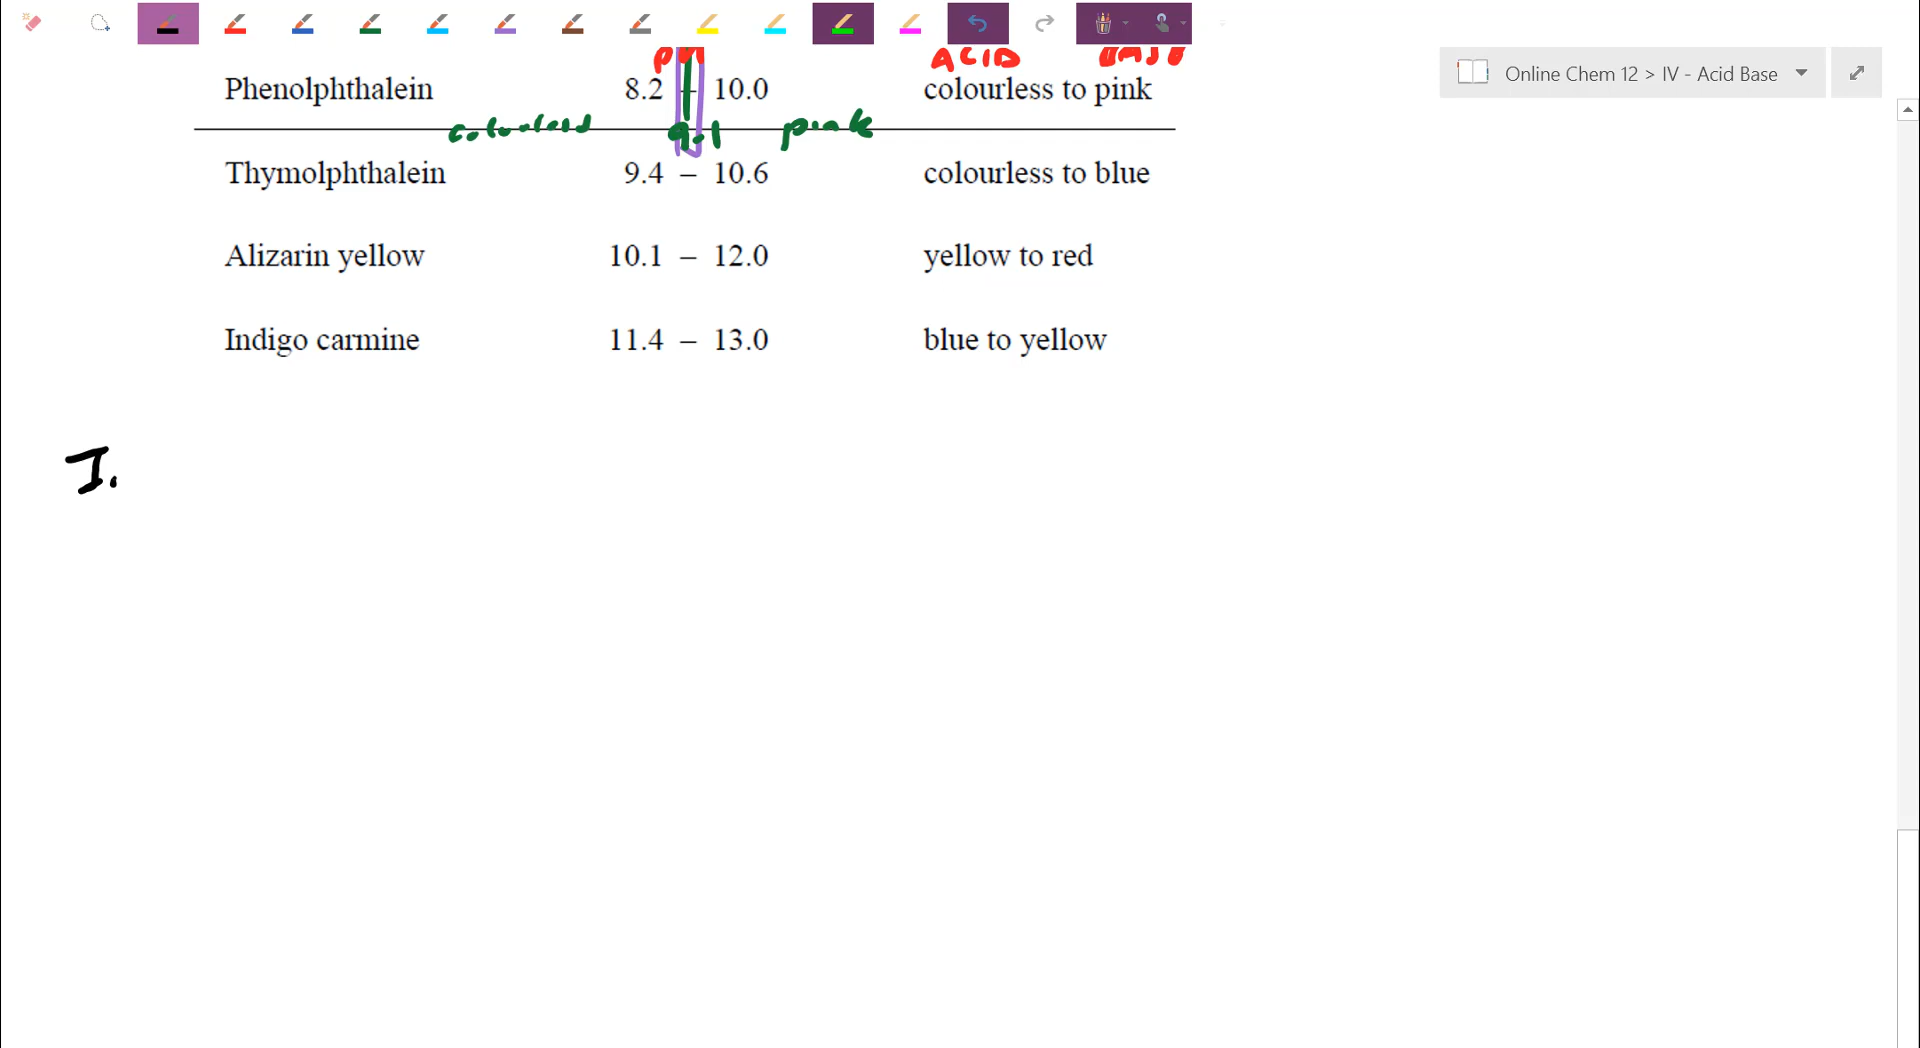 pH ACID BASE
Online Chem 12 > IV - Acid Base
Phenolphthalein 8.2 – 10.0 colourless to pink
colourless 9.1 pink
Thymolphthalein 9.4 – 10.6 colourless to blue
Alizarin yellow 10.1 – 12.0 yellow to red
Indigo carmine 11.4 – 13.0 blue to yellow
I.